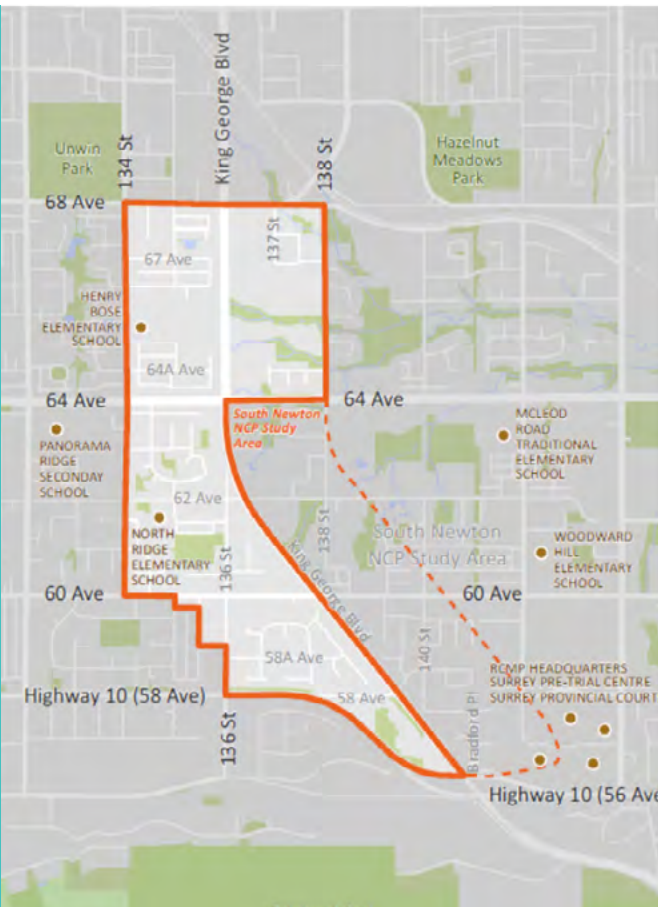 King George Blvd
134 St
138 St
Unwin
Park
Hazelnut
Meadows
Park
68 Ave
137 St
67 Ave
HENRY
BOSE
ELEMENTARY
SCHOOL
64A Ave
64 Ave
64 Ave
South Newton
NCP Study
Area
PANORAMA
RIDGE
SECONDAY
SCHOOL
MCLEOD
ROAD
TRADITIONAL
ELEMENTARY
SCHOOL
62 Ave
NORTH
RIDGE
ELEMENTARY
SCHOOL
136 St
138 St
King George Blvd
South Newton
NCP Study Area
WOODWARD
HILL
ELEMENTARY
SCHOOL
60 Ave
60 Ave
58A Ave
140 St
RCMP HEADQUARTERS
SURREY PRE-TRIAL CENTRE
SURREY PROVINCIAL COURT
Highway 10 (58 Ave)
58 Ave
136 St
Bradford Pl
Highway 10 (56 Ave